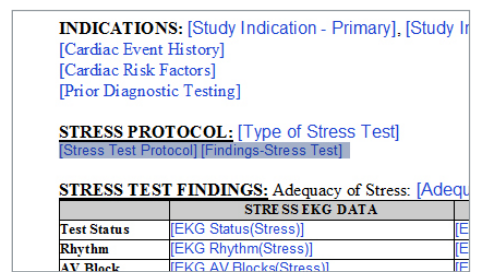 INDICATIONS: [Study Indication - Primary], [Study
[Cardiac Event History]
[Cardiac Risk Factors]
[Prior Diagnostic Testing]
STRESS PROTOCOL: [Type of Stress Test]
[Stress Test Protocol] [Findings-Stress Test]
STRESS TEST FINDINGS: Adequacy of Stress:
STRESS EKG DATA
Test Status [EKG Status(Stress)] [E
Rhythm [EKG Rhythm(Stress)] [E
AV Block [EKG AV Blocks(Stress)] [E